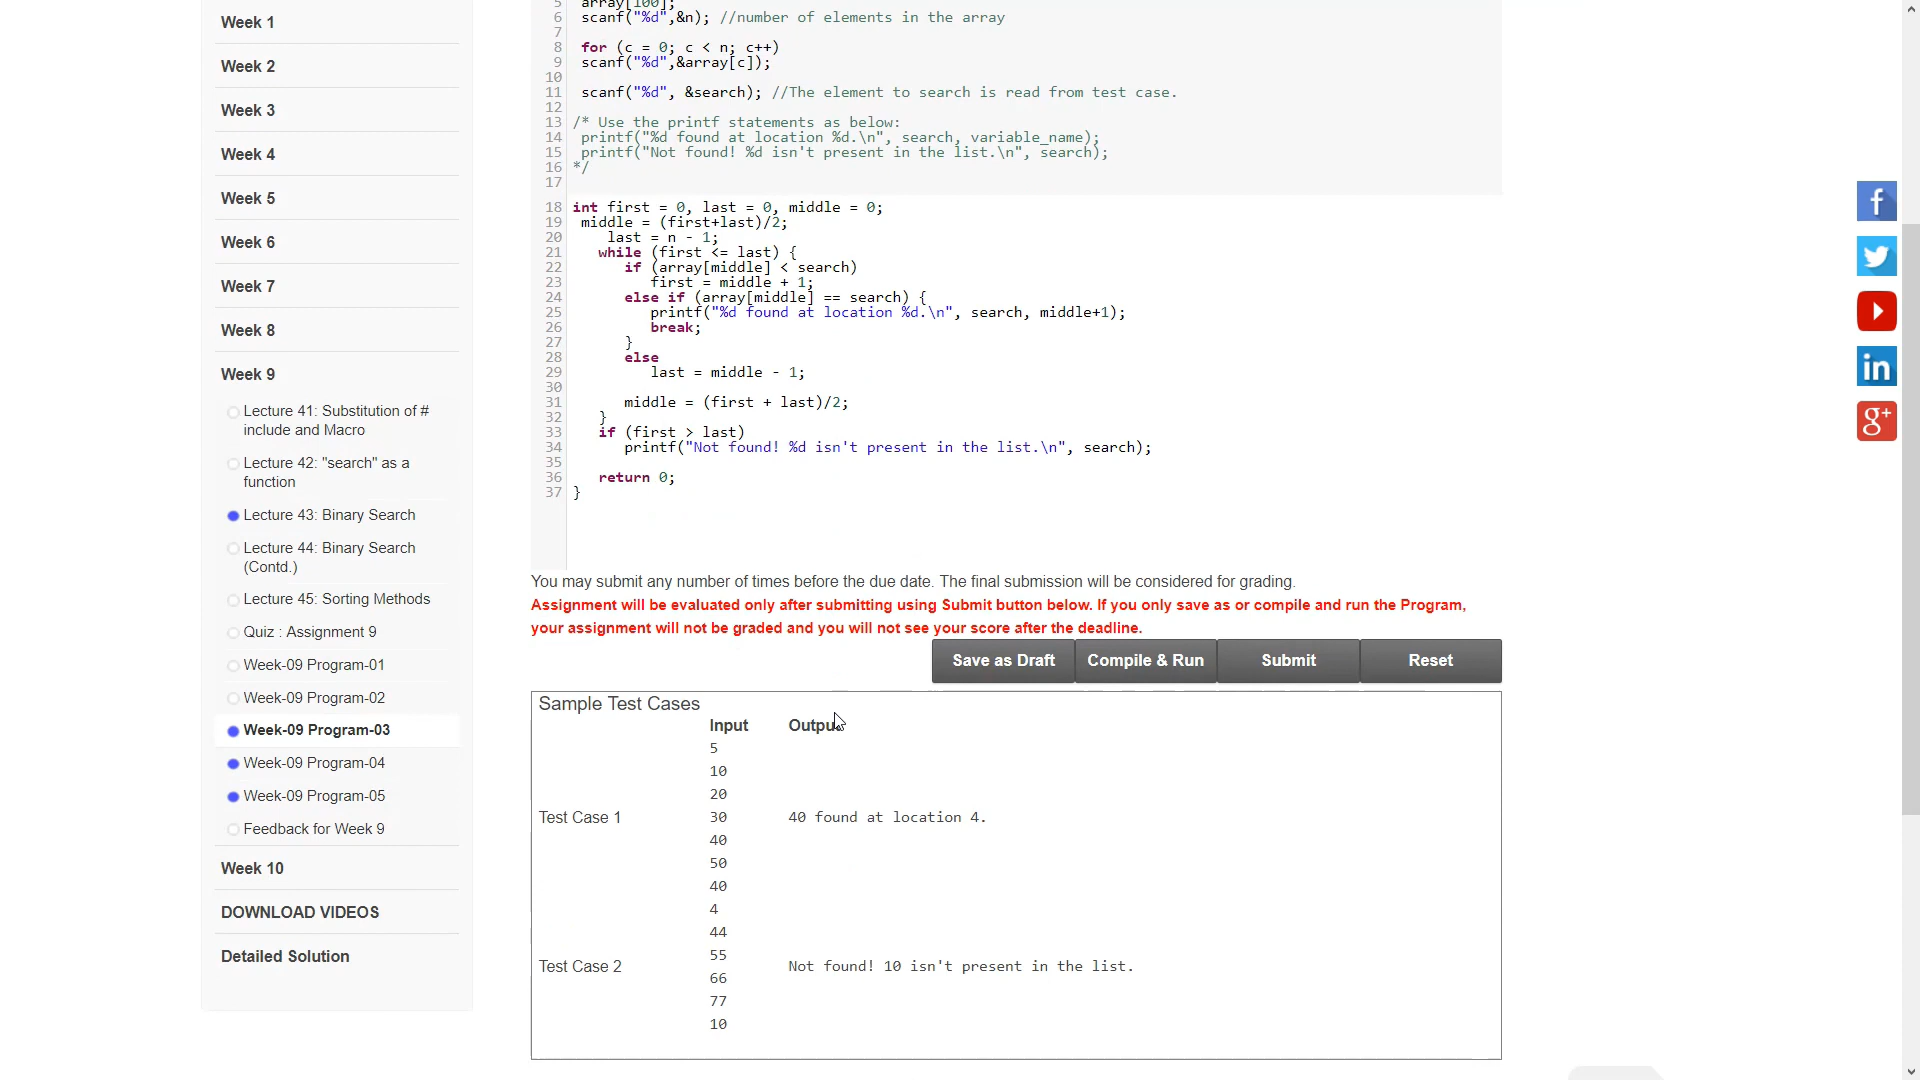 Week 1
Week 2
Week 3
Week 4
Week 5
Week 6
Week 7
Week 8
Week 9
Lecture 41: Substitution of #
include and Macro
Lecture 42: "search" as a
function
Lecture 43: Binary Search
Lecture 44: Binary Search
(Contd.)
Lecture 45: Sorting Methods
Quiz : Assignment 9
Week-09 Program-01
Week-09 Program-02
Week-09 Program-03
Week-09 Program-04
Week-09 Program-05
Feedback for Week 9
Week 10
DOWNLOAD VIDEOS
Detailed Solution
5 array[100];
6 scanf("%d",&n); //number of elements in the array
7
8 for (c = 0; c < n; c++)
9 scanf("%d",&array[c]);
10
11 scanf("%d", &search); //The element to search is read from test case.
12
13 /* Use the printf statements as below:
14 printf("%d found at location %d.\n", search, variable_name);
15 printf("Not found! %d isn't present in the list.\n", search);
16 */
17
18 int first = 0, last = 0, middle = 0;
19 middle = (first+last)/2;
20 last = n - 1;
21 while (first <= last) {
22 if (array[middle] < search)
23 first = middle + 1;
24 else if (array[middle] == search) {
25 printf("%d found at location %d.\n", search, middle+1);
26 break;
27 }
28 else
29 last = middle - 1;
30
31 middle = (first + last)/2;
32 }
33 if (first > last)
34 printf("Not found! %d isn't present in the list.\n", search);
35
36 return 0;
37 }
You may submit any number of times before the due date. The final submission will be considered for grading.
Assignment will be evaluated only after submitting using Submit button below. If you only save as or compile and run the Program,
your assignment will not be graded and you will not see your score after the deadline.
Save as Draft Compile & Run Submit Reset
Sample Test Cases
Input Output
5
10
20
Test Case 1 30 40 found at location 4.
40
50
40
4
44
55
Test Case 2 66 Not found! 10 isn't present in the list.
77
10
f
in
g+